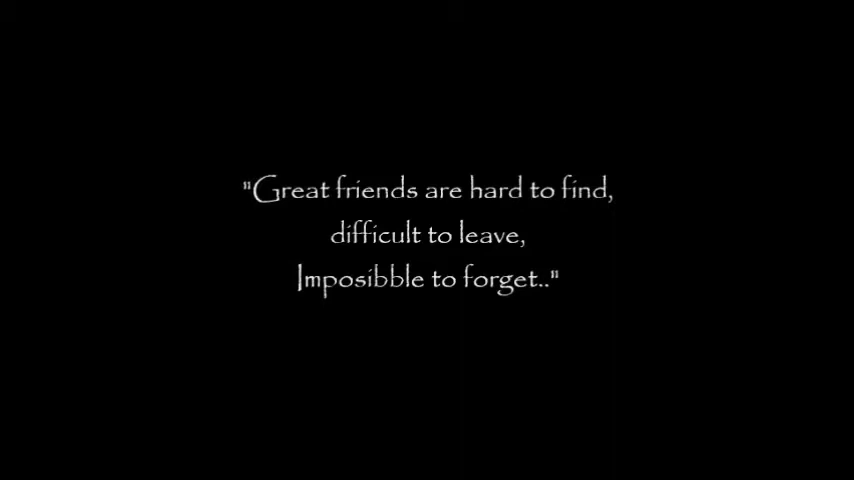 "Great friends are hard to find,
difficult to leave,
Imposibble to forget.."